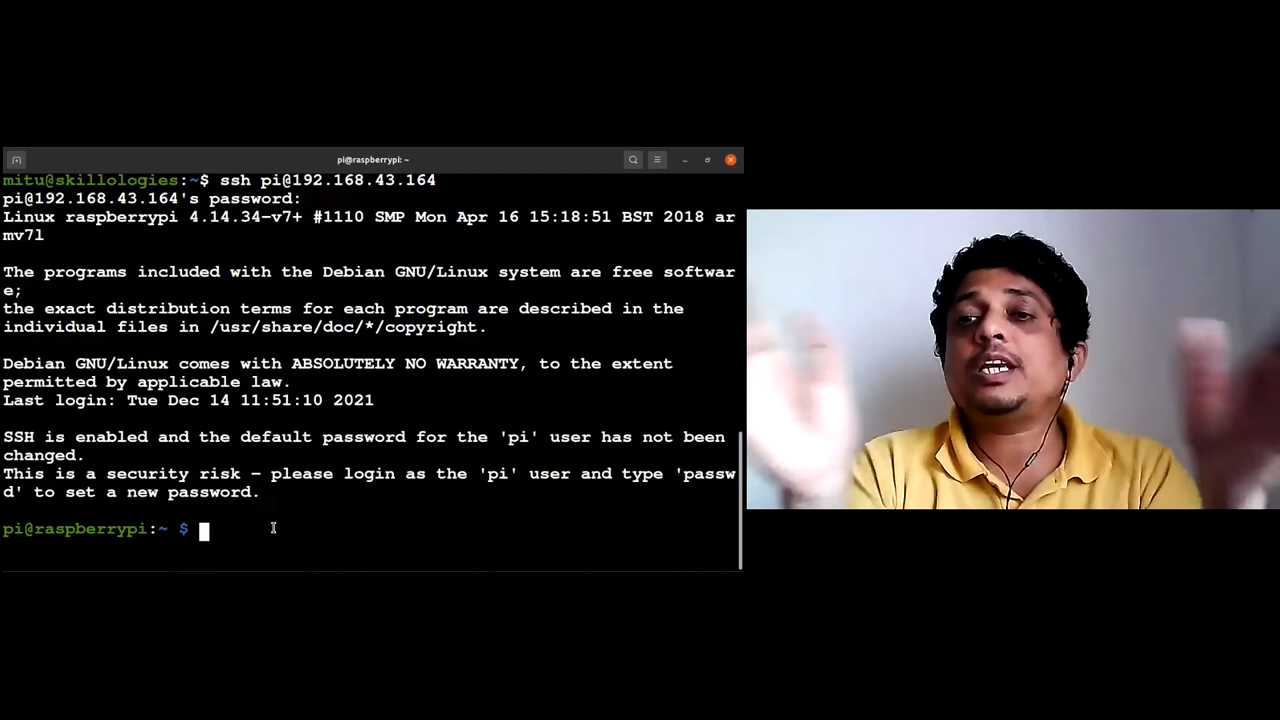 pi@raspberrypi: ~
mitu@skillologies:~$ ssh pi@192.168.43.164
pi@192.168.43.164's password:
Linux raspberrypi 4.14.34-v7+ #1110 SMP Mon Apr 16 15:18:51 BST 2018 ar
mv7l
The programs included with the Debian GNU/Linux system are free softwar
e;
the exact distribution terms for each program are described in the
individual files in /usr/share/doc/*/copyright.
Debian GNU/Linux comes with ABSOLUTELY NO WARRANTY, to the extent
permitted by applicable law.
Last login: Tue Dec 14 11:51:10 2021
SSH is enabled and the default password for the 'pi' user has not been
changed.
This is a security risk - please login as the 'pi' user and type 'passw
d' to set a new password.
pi@raspberrypi:~ $